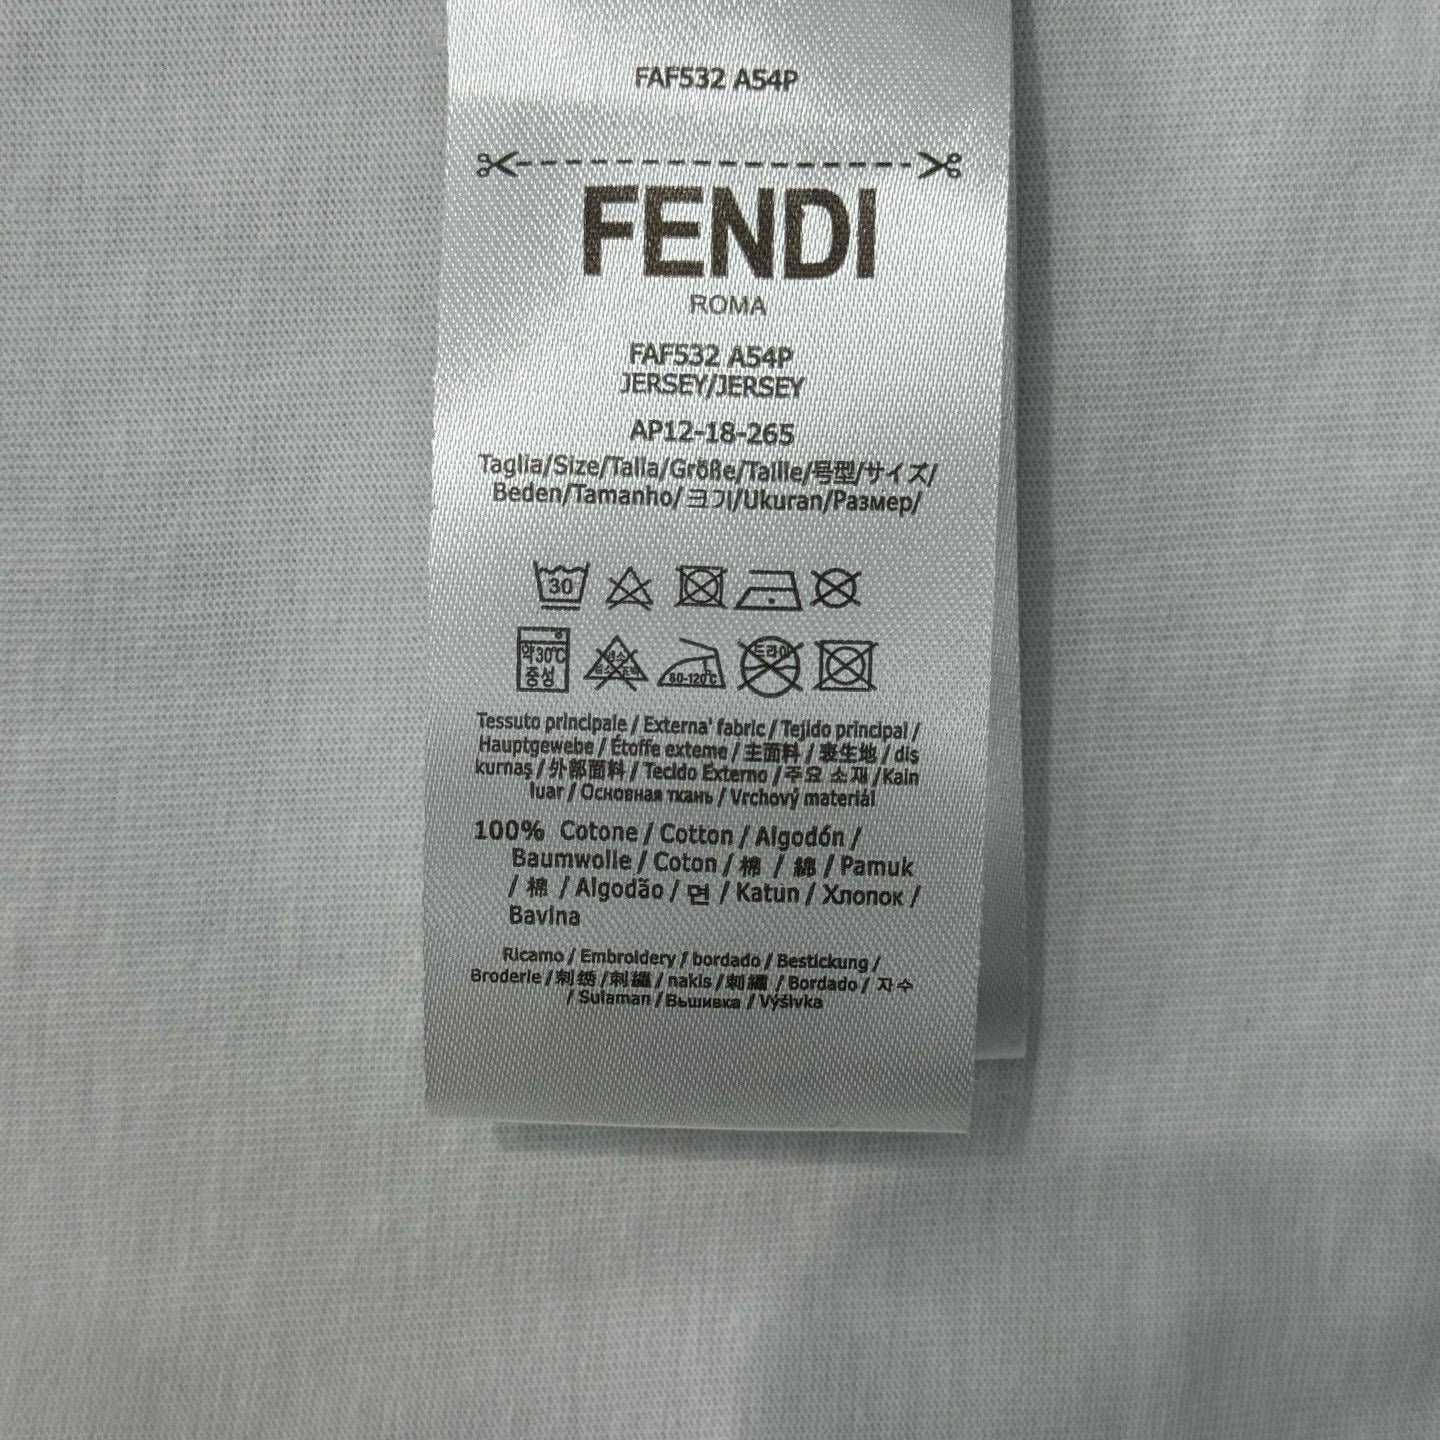 FAF532 A54P
FENDI
ROMA
FAF532 A54P
JERSEY/JERSEY
AP12-18-265
Taglia/Size/Talla/Größe/Taille/号型/サイズ/
Beden/Tamanho/크기/Ukuran/Размер/
30
약30℃
중성
염소
80-120℃
드라이
Tessuto principale / Externa' fabric / Tejido principal /
Hauptgewebe / Étoffe exteme / 主面料 / 表生地 / dış
kurnaş / 外部面料 / Tecido Externo / 주요 소재 / Kain
luar / Основная ткань / Vrchový materiál
100% Cotone / Cotton / Algodón /
Baumwolle / Coton / 棉 / 綿 / Pamuk
/ 棉 / Algodão / 면 / Katun / Хлопок /
Bavlna
Ricamo / Embroidery / bordado / Bestickung /
Broderie / 刺绣 / 刺繍 / nakis / 刺繡 / Bordado / 자수
/ Sulaman / Вышивка / Výšivka